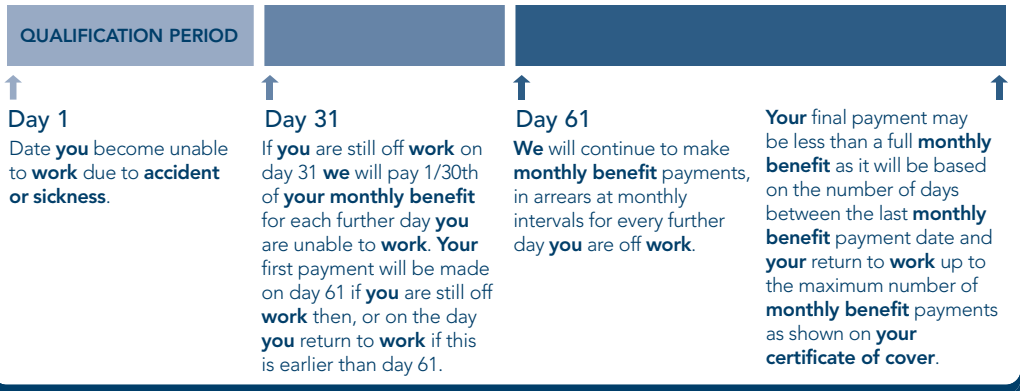 QUALIFICATION PERIOD
Day 1
Date you become unable
to work due to accident
or sickness.
Day 31
If you are still off work on
day 31 we will pay 1/30th
of your monthly benefit
for each further day you
are unable to work. Your
first payment will be made
on day 61 if you are still off
work then, or on the day
you return to work if this
is earlier than day 61.
Day 61
We will continue to make
monthly benefit payments,
in arrears at monthly
intervals for every further
day you are off work.
Your final payment may
be less than a full monthly
benefit as it will be based
on the number of days
between the last monthly
benefit payment date and
your return to work up to
the maximum number of
monthly benefit payments
as shown on your
certificate of cover.